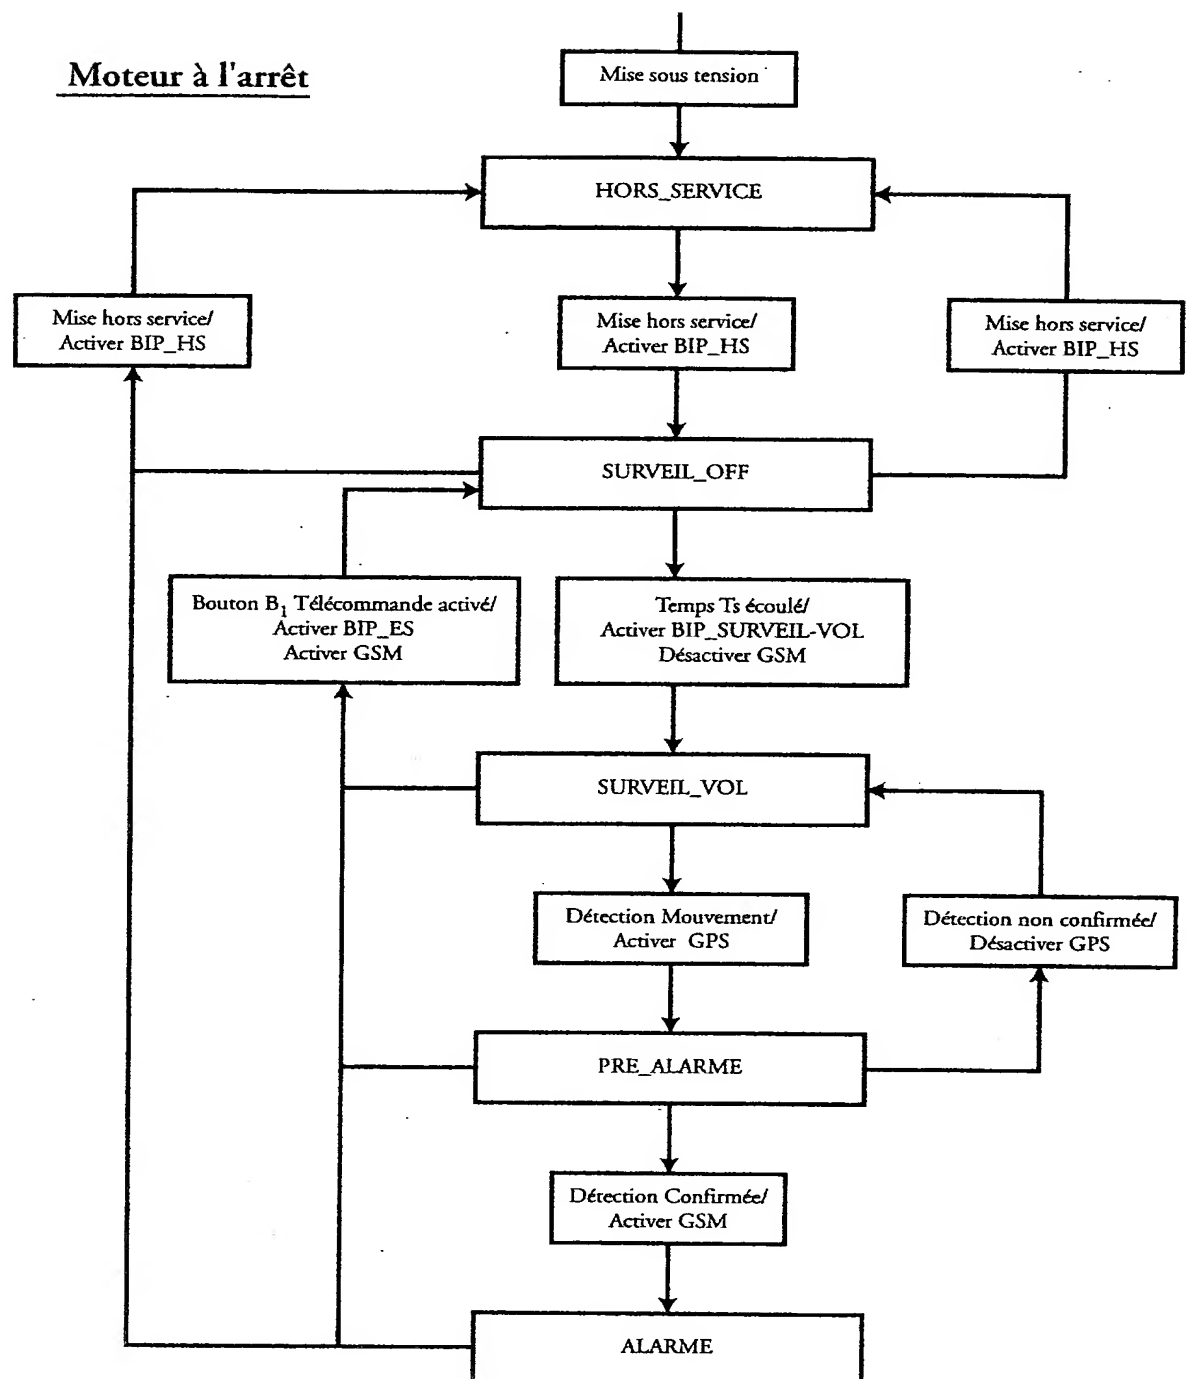 Moteur à l'arrêt
Mise sous tension
HORS_SERVICE
Mise hors service/
Activer BIP_HS
Mise hors service/
Activer BIP_HS
Mise hors service/
Activer BIP_HS
SURVEIL_OFF
Bouton B₁ Télécommande activé/
Activer BIP_ES
Activer GSM
Temps Ts écoulé/
Activer BIP_SURVEIL-VOL
Désactiver GSM
SURVEIL_VOL
Détection Mouvement/
Activer GPS
Détection non confirmée/
Désactiver GPS
PRE_ALARME
Détection Confirmée/
Activer GSM
ALARME